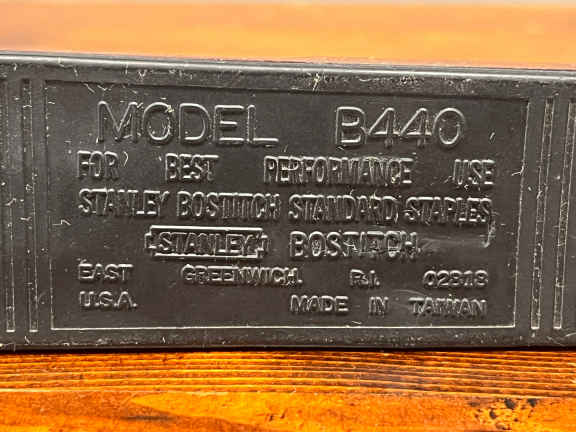 MODEL B440
FOR BEST PERFORMANCE USE
STANLEY BOSTITCH STANDARD STAPLES
STANLEY BOSTITCH
EAST GREENWICH. R.I. 02818
U.S.A. MADE IN TAIWAN